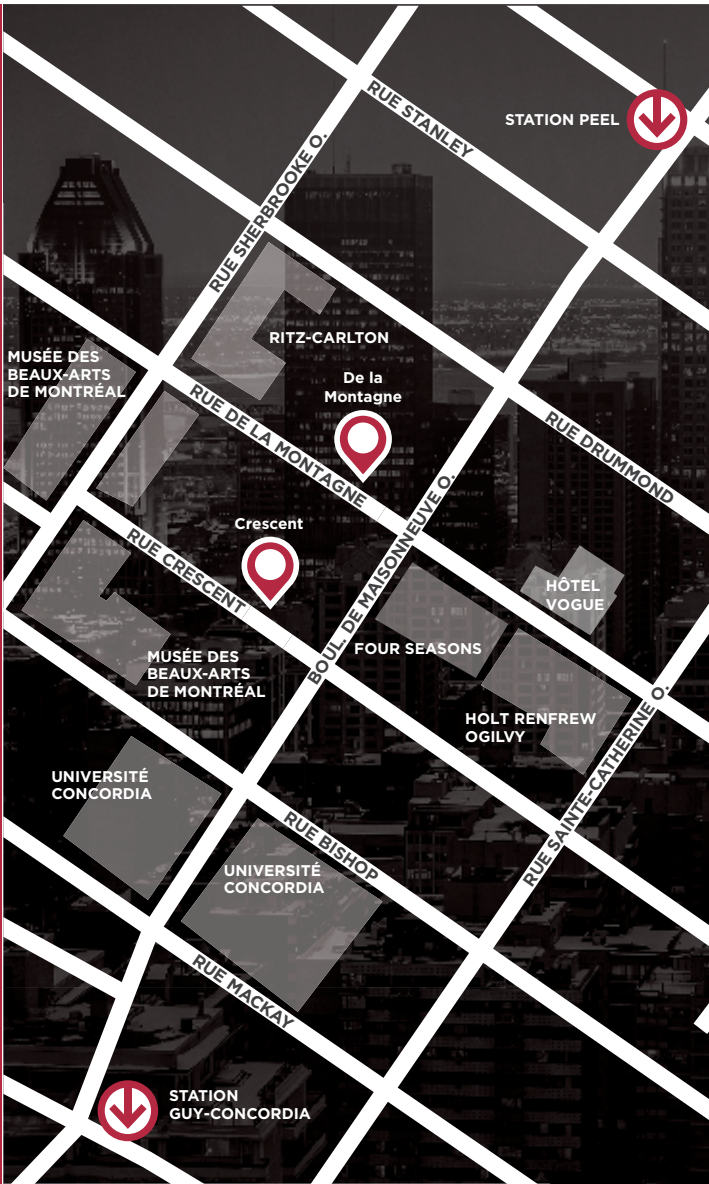 RUE STANLEY
STATION PEEL
RUE SHERBROOKE O.
RITZ-CARLTON
MUSÉE DES
BEAUX-ARTS
DE MONTRÉAL
De la
Montagne
RUE DE LA MONTAGNE
RUE DRUMMOND
BOUL. DE MAISONNEUVE O.
Crescent
RUE CRESCENT
HÔTEL
VOGUE
FOUR SEASONS
MUSÉE DES
BEAUX-ARTS
DE MONTRÉAL
HOLT RENFREW
OGILVY
RUE SAINTE-CATHERINE O.
UNIVERSITÉ
CONCORDIA
RUE BISHOP
UNIVERSITÉ
CONCORDIA
RUE MACKAY
STATION
GUY-CONCORDIA